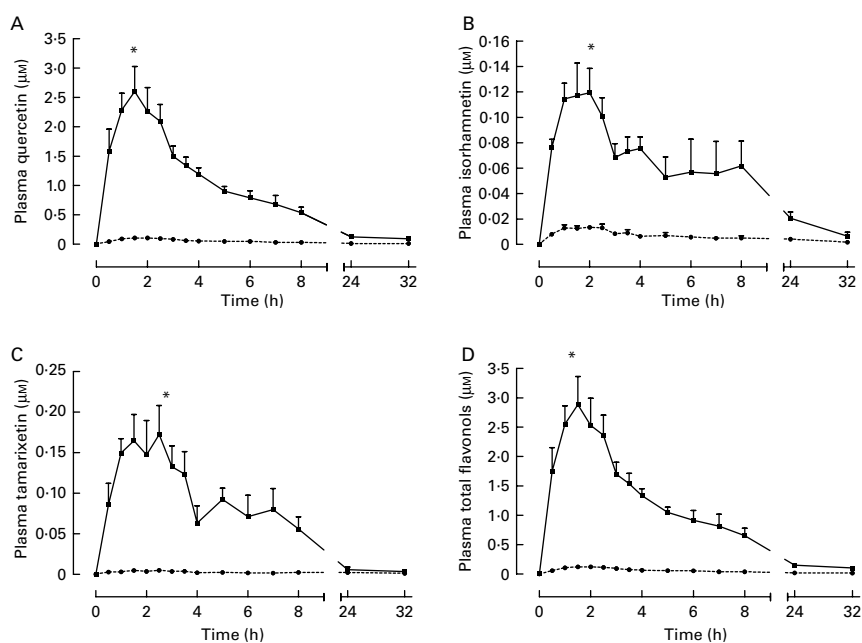 A
Plasma quercetin (µM)
3·5
3·0
2·5
2·0
1·5
1·0
0·5
0
*
0 2 4 6 8 24 32
Time (h)
B
Plasma isorhamnetin (µM)
0·16
0·14
0·12
0·10
0·08
0·06
0·04
0·02
0
*
0 2 4 6 8 24 32
Time (h)
C
Plasma tamarixetin (µM)
0·25
0·20
0·15
0·10
0·05
0
*
0 2 4 6 8 24 32
Time (h)
D
Plasma total flavonols (µM)
3·5
3·0
2·5
2·0
1·5
1·0
0·5
0
*
0 2 4 6 8 24 32
Time (h)